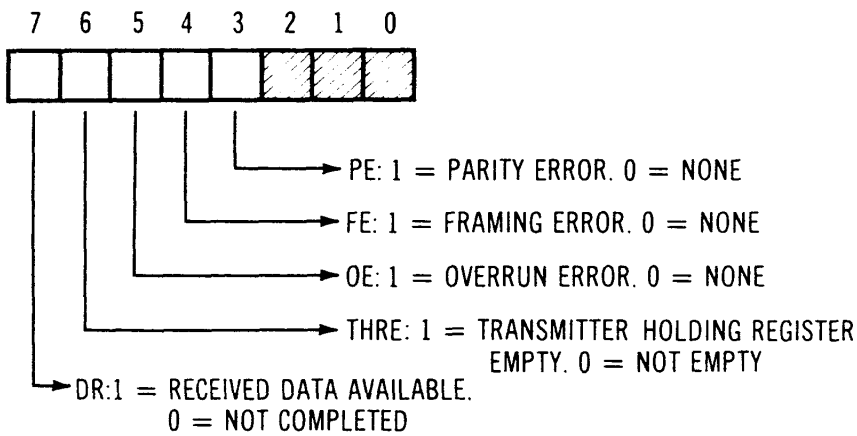 7 6 5 4 3 2 1 0
PE: 1 = PARITY ERROR. 0 = NONE
FE: 1 = FRAMING ERROR. 0 = NONE
OE: 1 = OVERRUN ERROR. 0 = NONE
THRE: 1 = TRANSMITTER HOLDING REGISTER
EMPTY. 0 = NOT EMPTY
DR:1 = RECEIVED DATA AVAILABLE.
0 = NOT COMPLETED